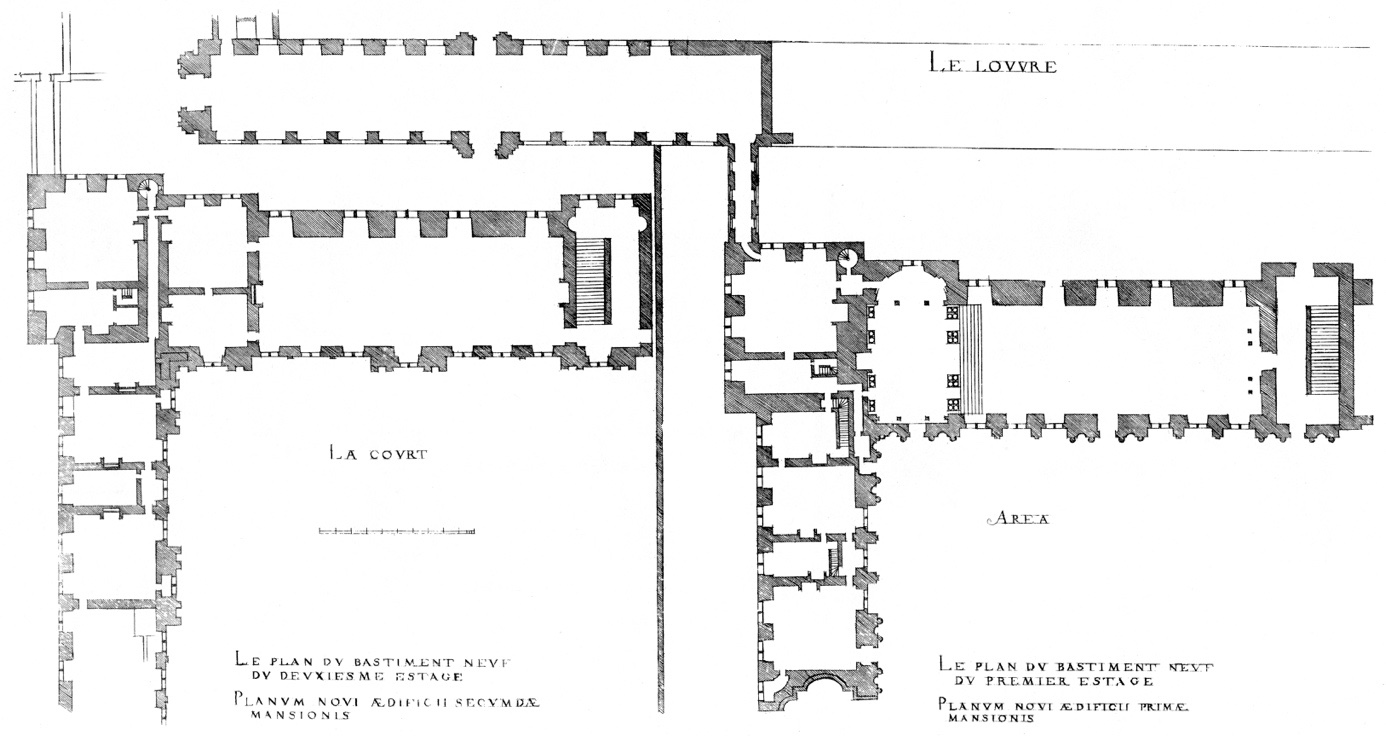 LE LOVVRE
LA COVRT
AREA
LE PLAN DV BASTIMENT NEVF
DV DEVXIESME ESTAGE
PLANVM NOVI ÆDIFICII SECVMDÆ
MANSIONIS
LE PLAN DV BASTIMENT NEVF
DV PREMIER ESTAGE
PLANVM NOVI ÆDIFICII PRIMÆ
MANSIONIS